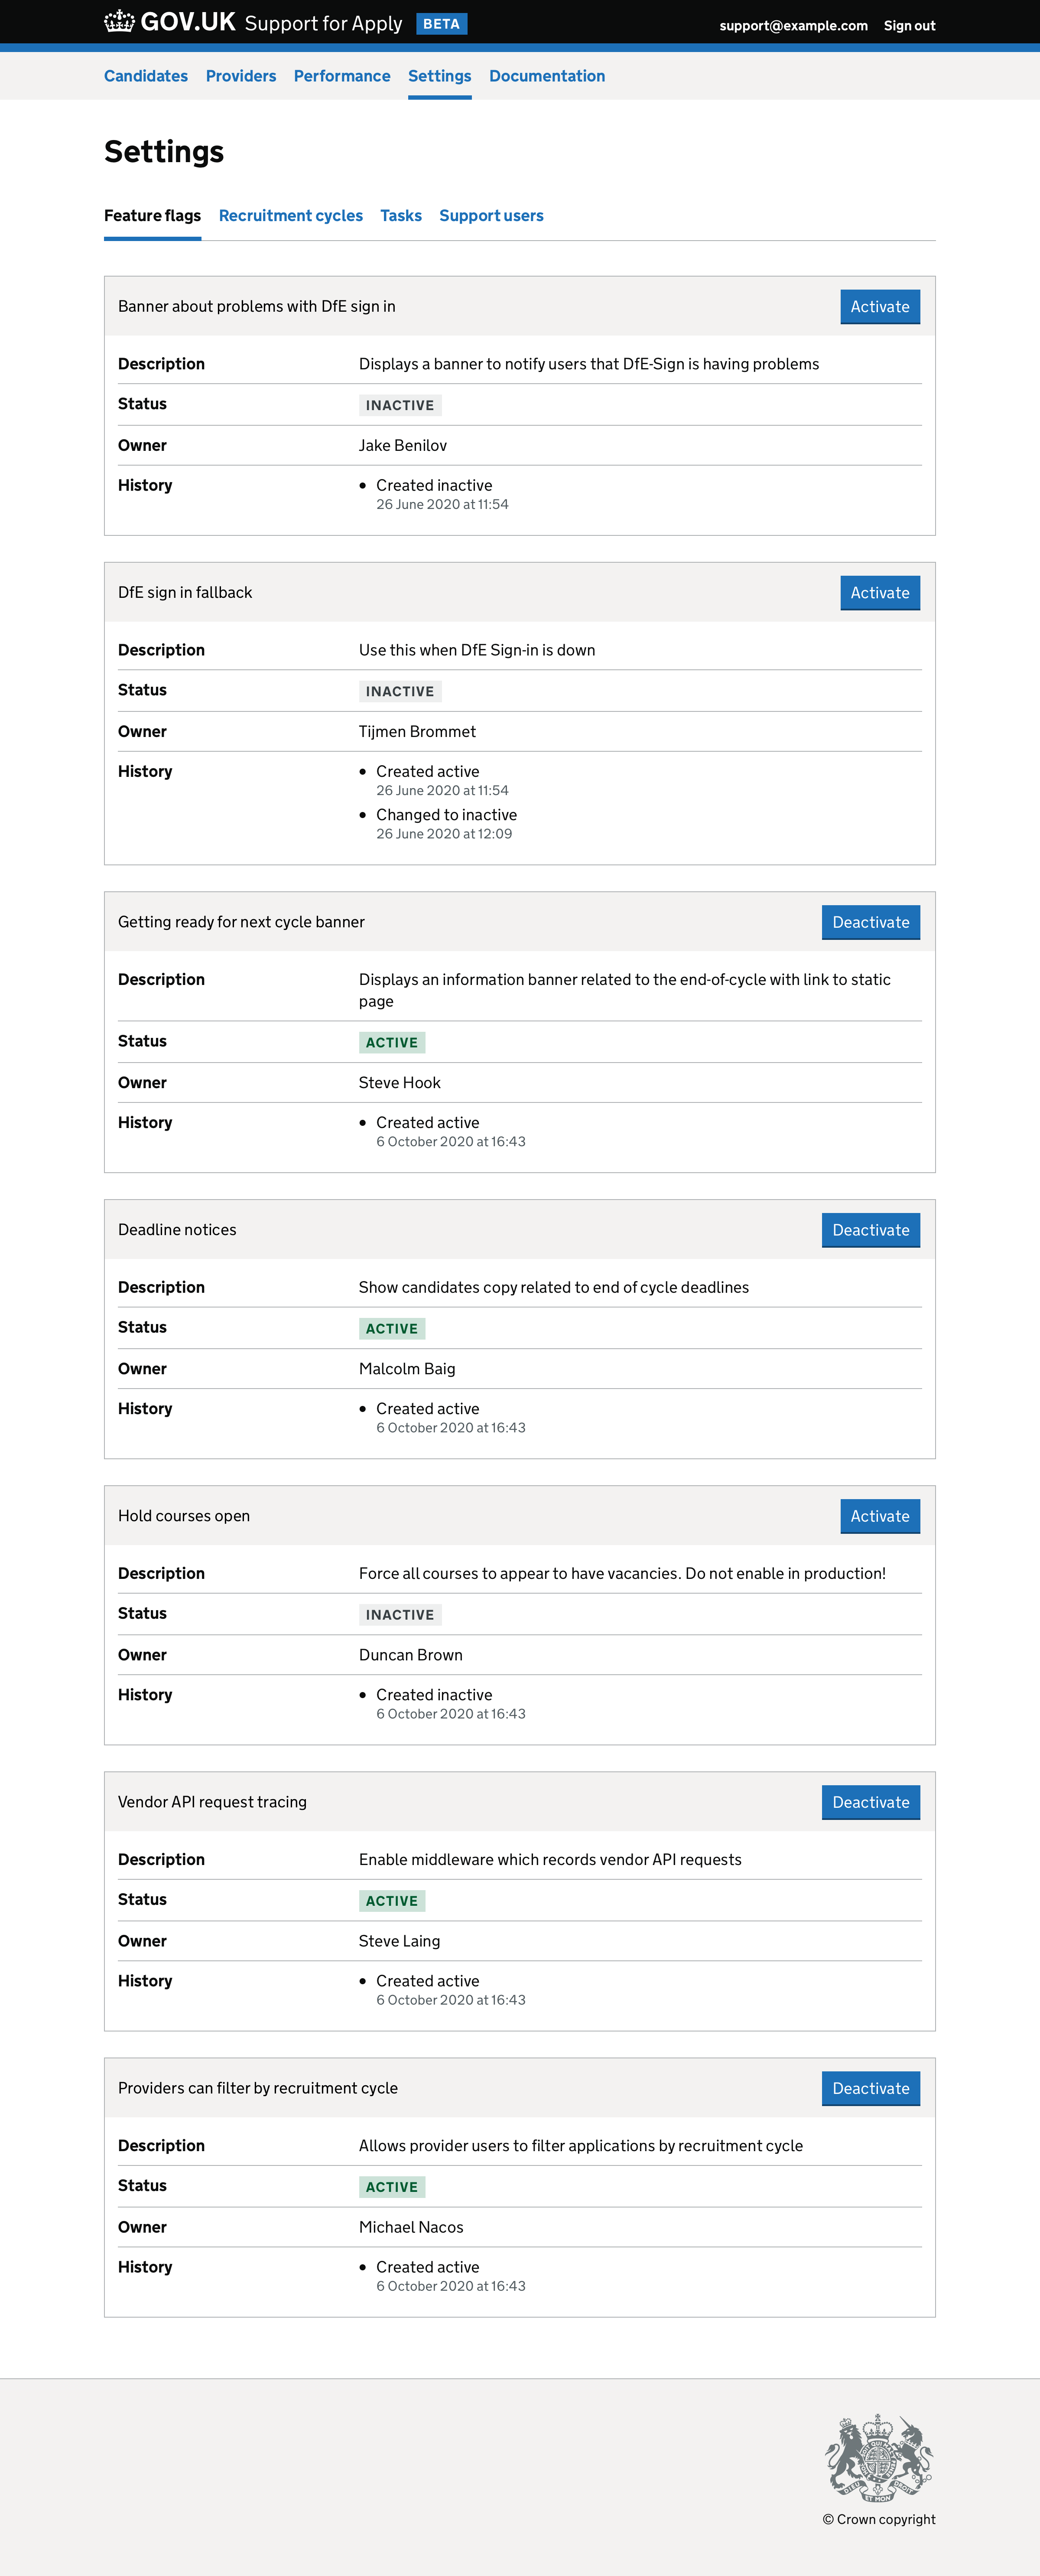 GOV.UK Support for Apply BETA
support@example.com Sign out
Candidates Providers Performance Settings Documentation
Settings
Feature flags Recruitment cycles Tasks Support users
Banner about problems with DfE sign in Activate
Description Displays a banner to notify users that DfE-Sign is having problems
Status INACTIVE
Owner Jake Benilov
History • Created inactive
26 June 2020 at 11:54
DfE sign in fallback Activate
Description Use this when DfE Sign-in is down
Status INACTIVE
Owner Tijmen Brommet
History • Created active
26 June 2020 at 11:54
• Changed to inactive
26 June 2020 at 12:09
Getting ready for next cycle banner Deactivate
Description Displays an information banner related to the end-of-cycle with link to static
page
Status ACTIVE
Owner Steve Hook
History • Created active
6 October 2020 at 16:43
Deadline notices Deactivate
Description Show candidates copy related to end of cycle deadlines
Status ACTIVE
Owner Malcolm Baig
History • Created active
6 October 2020 at 16:43
Hold courses open Activate
Description Force all courses to appear to have vacancies. Do not enable in production!
Status INACTIVE
Owner Duncan Brown
History • Created inactive
6 October 2020 at 16:43
Vendor API request tracing Deactivate
Description Enable middleware which records vendor API requests
Status ACTIVE
Owner Steve Laing
History • Created active
6 October 2020 at 16:43
Providers can filter by recruitment cycle Deactivate
Description Allows provider users to filter applications by recruitment cycle
Status ACTIVE
Owner Michael Nacos
History • Created active
6 October 2020 at 16:43
DIEU ET MON DROIT
© Crown copyright